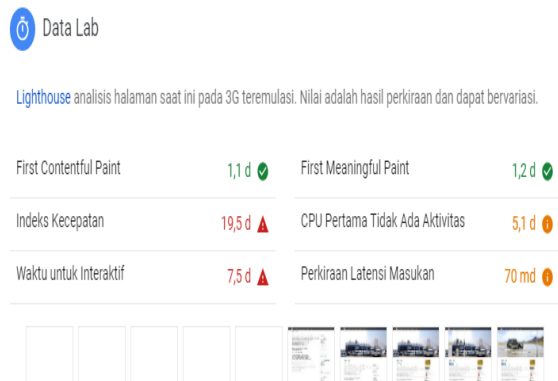 Data Lab
Lighthouse analisis halaman saat ini pada 3G teremulasi. Nilai adalah hasil perkiraan dan dapat bervariasi.
First Contentful Paint 1,1 d
First Meaningful Paint 1,2 d
Indeks Kecepatan 19,5 d
CPU Pertama Tidak Ada Aktivitas 5,1 d
Waktu untuk Interaktif 7,5 d
Perkiraan Latensi Masukan 70 md